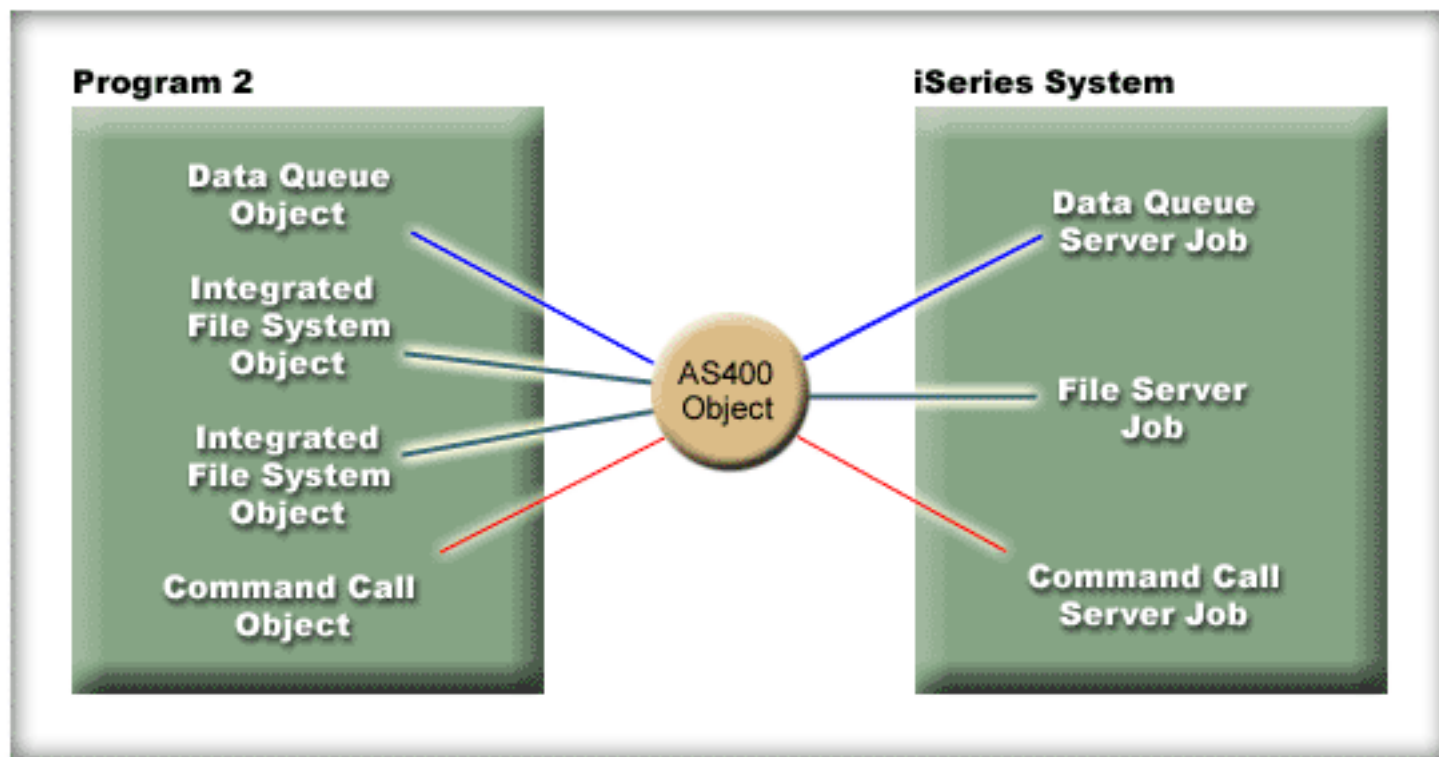 Program 2
Data Queue
Object
Integrated
File System
Object
Integrated
File System
Object
Command Call
Object
AS400
Object
iSeries System
Data Queue
Server Job
File Server
Job
Command Call
Server Job